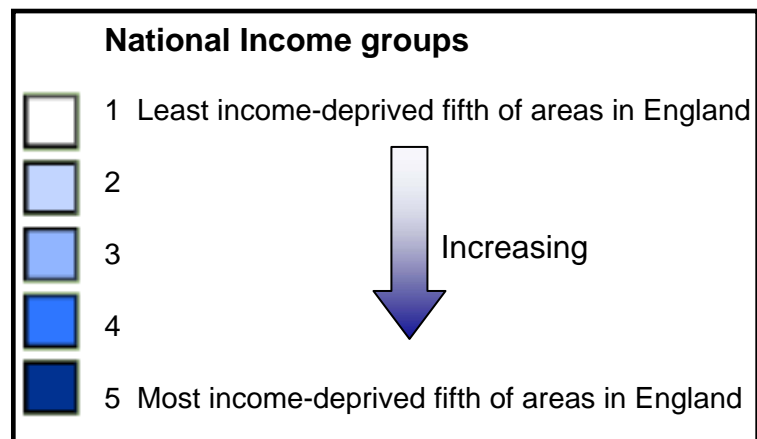 National Income groups
1 Least income-deprived fifth of areas in England
2
3
Increasing
4
5 Most income-deprived fifth of areas in England